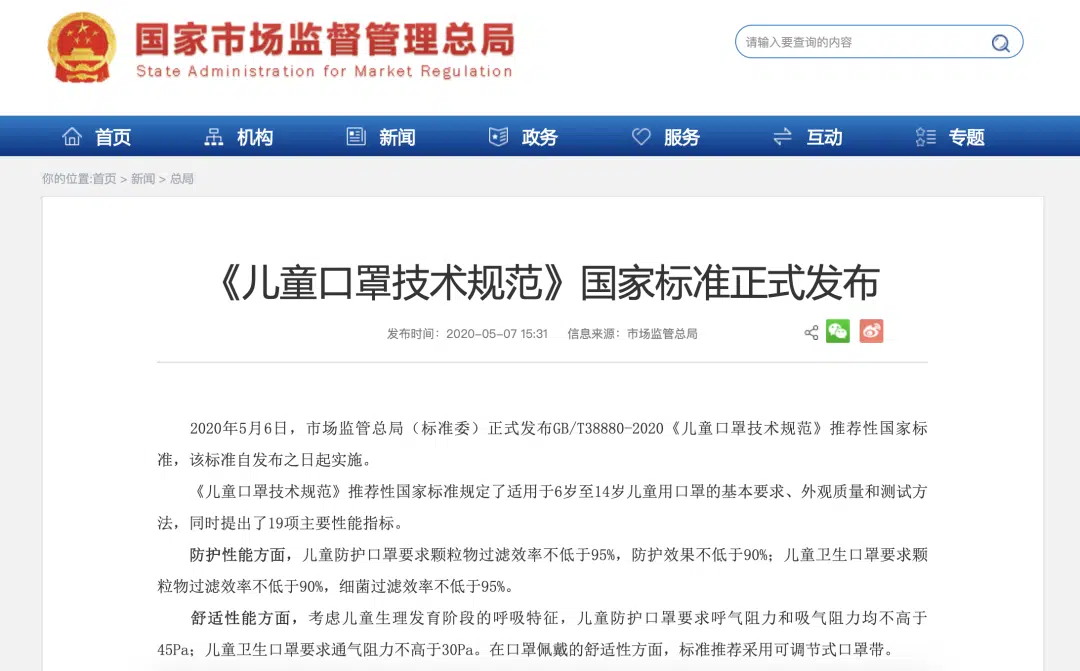 国家市场监督管理总局
State Administration for Market Regulation
请输入要查询的内容
首页 机构 新闻 政务 服务 互动 专题
你的位置:首页 > 新闻 > 总局
《儿童口罩技术规范》国家标准正式发布
发布时间：2020-05-07 15:31 信息来源：市场监管总局
2020年5月6日，市场监管总局（标准委）正式发布GB/T38880-2020《儿童口罩技术规范》推荐性国家标
准，该标准自发布之日起实施。
《儿童口罩技术规范》推荐性国家标准规定了适用于6岁至14岁儿童用口罩的基本要求、外观质量和测试方
法，同时提出了19项主要性能指标。
防护性能方面，儿童防护口罩要求颗粒物过滤效率不低于95%，防护效果不低于90%；儿童卫生口罩要求颗
粒物过滤效率不低于90%，细菌过滤效率不低于95%。
舒适性能方面，考虑儿童生理发育阶段的呼吸特征，儿童防护口罩要求呼气阻力和吸气阻力均不高于
45Pa；儿童卫生口罩要求通气阻力不高于30Pa。在口罩佩戴的舒适性方面，标准推荐采用可调节式口罩带。